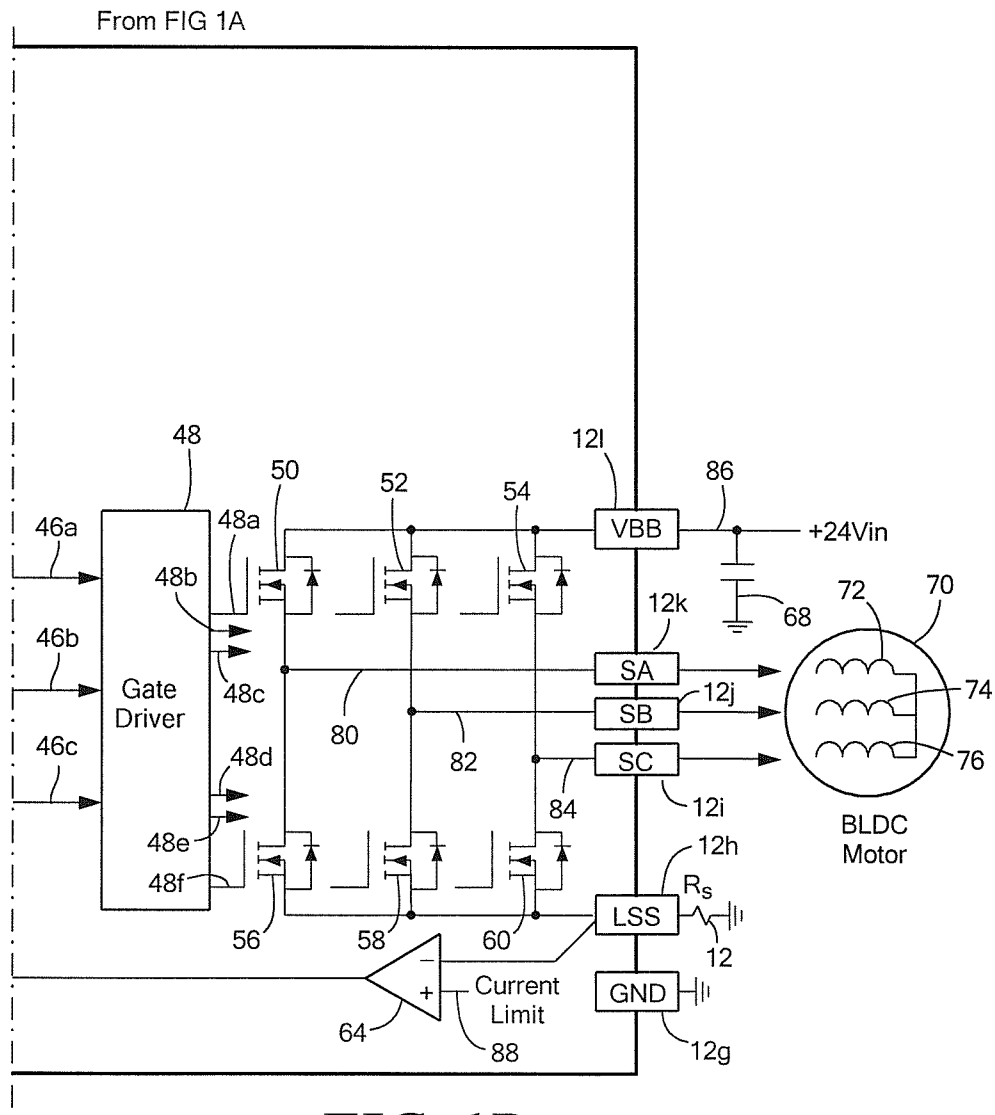 From FIG 1A
48
50
52
54
12l
86
46a
48a
VBB
+24Vin
48b
68
72
70
12k
46b
48c
Gate
Driver
SA
12j
74
80
SB
82
SC
76
46c
48d
84
12i
48e
BLDC
Motor
12h
48f
Rs
LSS
56
58
60
12
Current
Limit
−
+
64
88
GND
12g